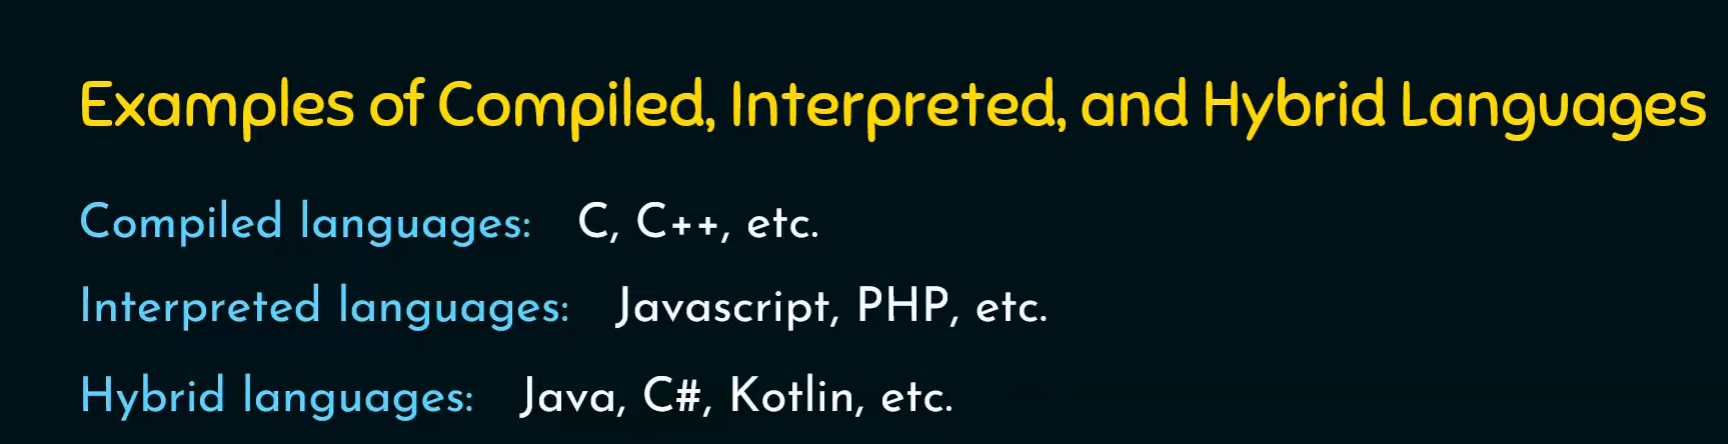 Examples of Compiled, Interpreted, and Hybrid Languages
Compiled languages: C, C++, etc.
Interpreted languages: Javascript, PHP, etc.
Hybrid languages: Java, C#, Kotlin, etc.